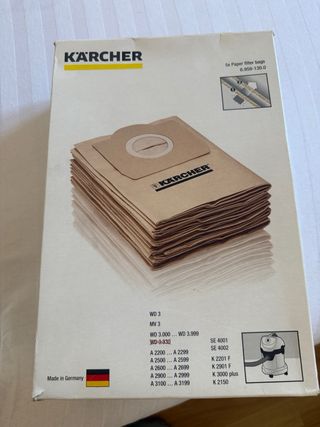 KÄRCHER
5x Paper filter bags
6.959-130.0
KÄRCHER
WD 3
MV 3
WD 3.000 ... WD 3.999
A 2200 ... A 2299
A 2500 ... A 2599
A 2600 ... A 2699
A 2900 ... A 2999
A 3100 ... A 3199
SE 4001
SE 4002
K 2201 F
K 2901 F
K 3000 plus
K 2150
Made in Germany